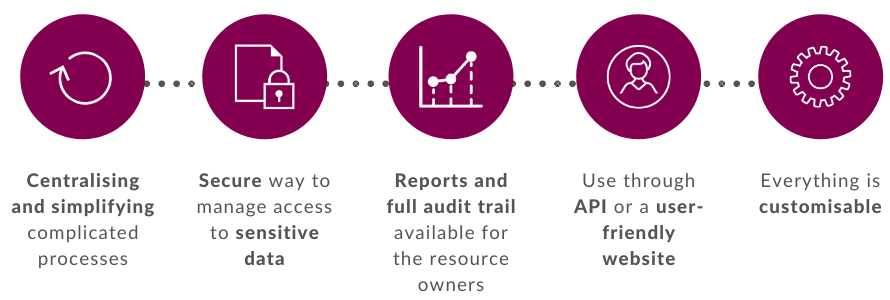 Centralising
and simplifying
complicated
processes
Secure way to
manage access
to sensitive
data
Reports and
full audit trail
available for
the resource
owners
Use through
API or a user-
friendly
website
Everything is
customisable